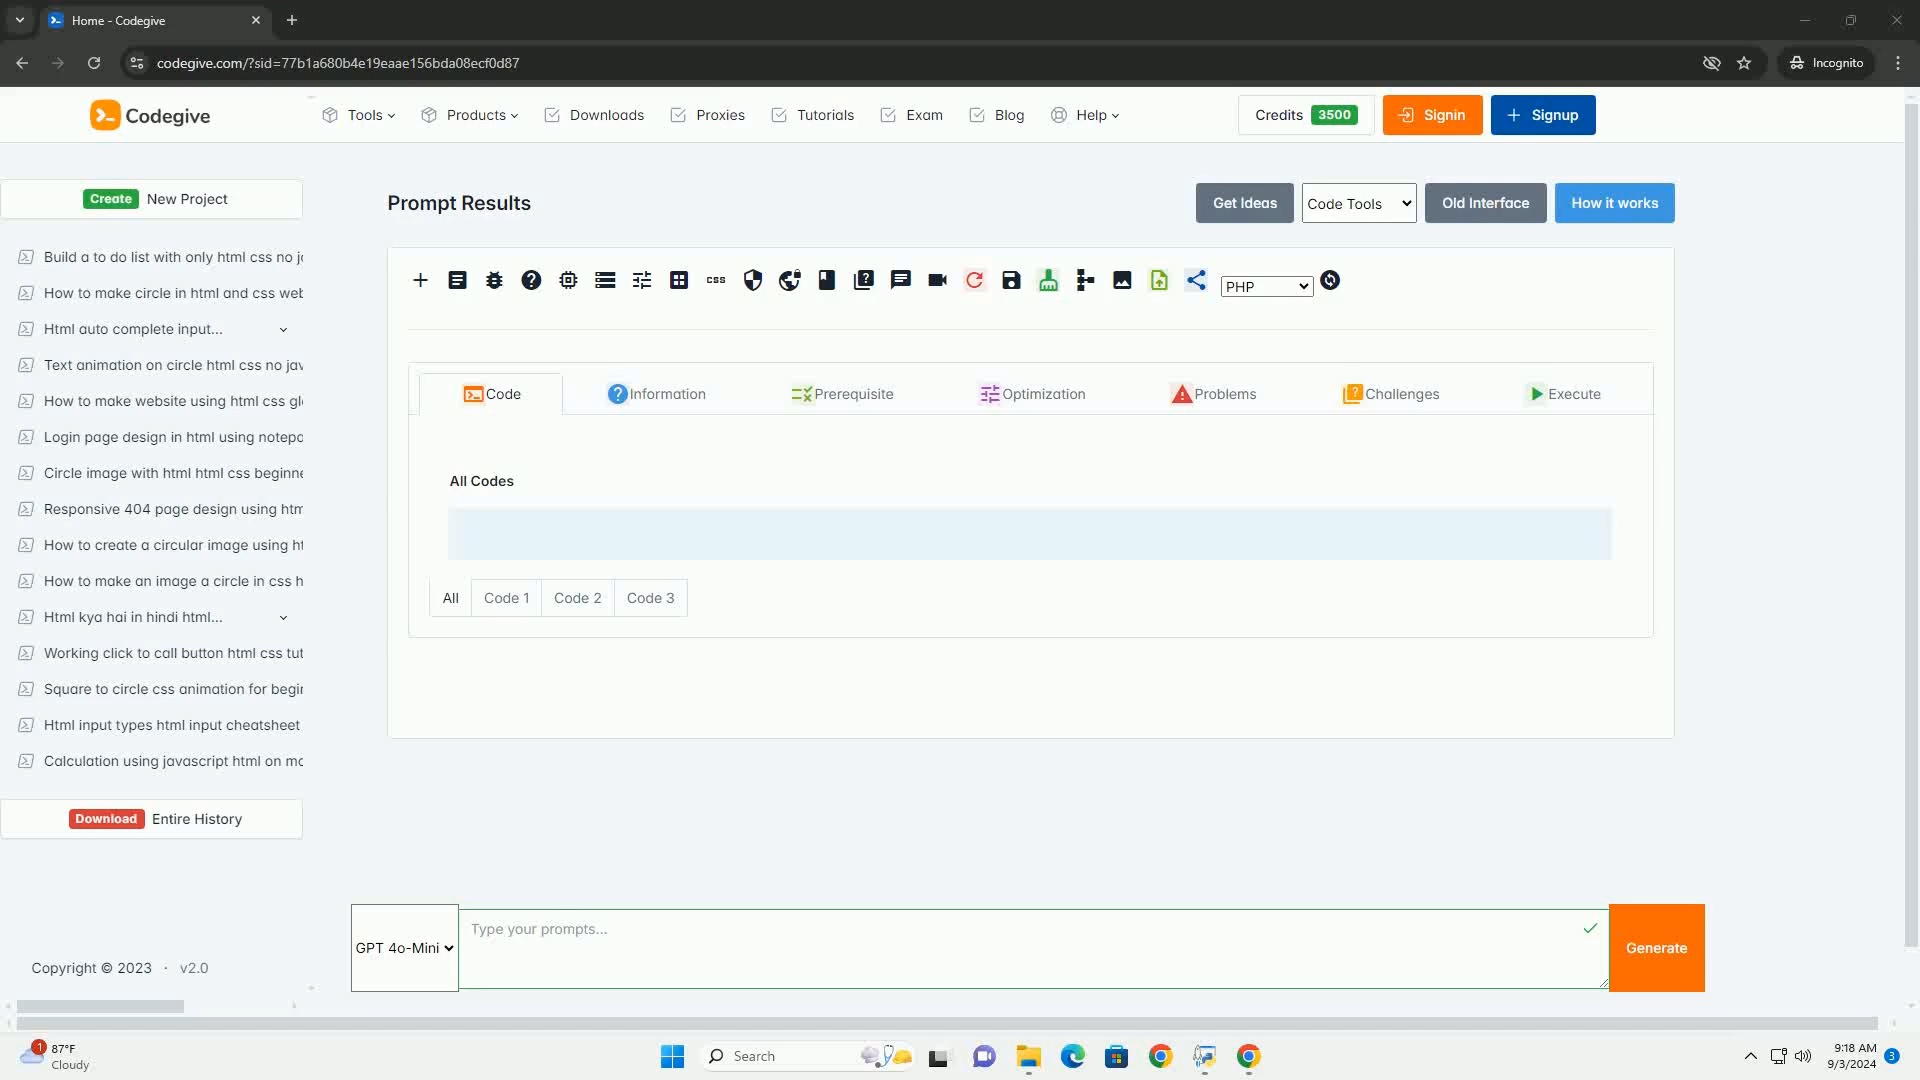 Home - Codegive
codegive.com/?sid=77b1a680b4e19eaae156bda08ecf0d87
Incognito
Codegive
Tools
Products
Downloads
Proxies
Tutorials
Exam
Blog
Help
Credits 3500
Signin
Signup
Create New Project
Build a to do list with only html css no
How to make circle in html and css
Html auto complete input...
Text animation on circle html css no
How to make website using html css
Login page design in html using
Circle image with html html css
Responsive 404 page design using
How to create a circular image using
How to make an image a circle in css
Html kya hai in hindi html...
Working click to call button html css
Square to circle css animation for
Html input types html input cheatsheet
Calculation using javascript html on
Download Entire History
Copyright © 2023 · v2.0
Prompt Results
Get Ideas
Code Tools
Old Interface
How it works
css
PHP
Code
Information
Prerequisite
Optimization
Problems
Challenges
Execute
All Codes
All
Code 1
Code 2
Code 3
GPT 4o-Mini
Type your prompts...
Generate
1
87°F
Cloudy
Search
9:18 AM
9/3/2024
3